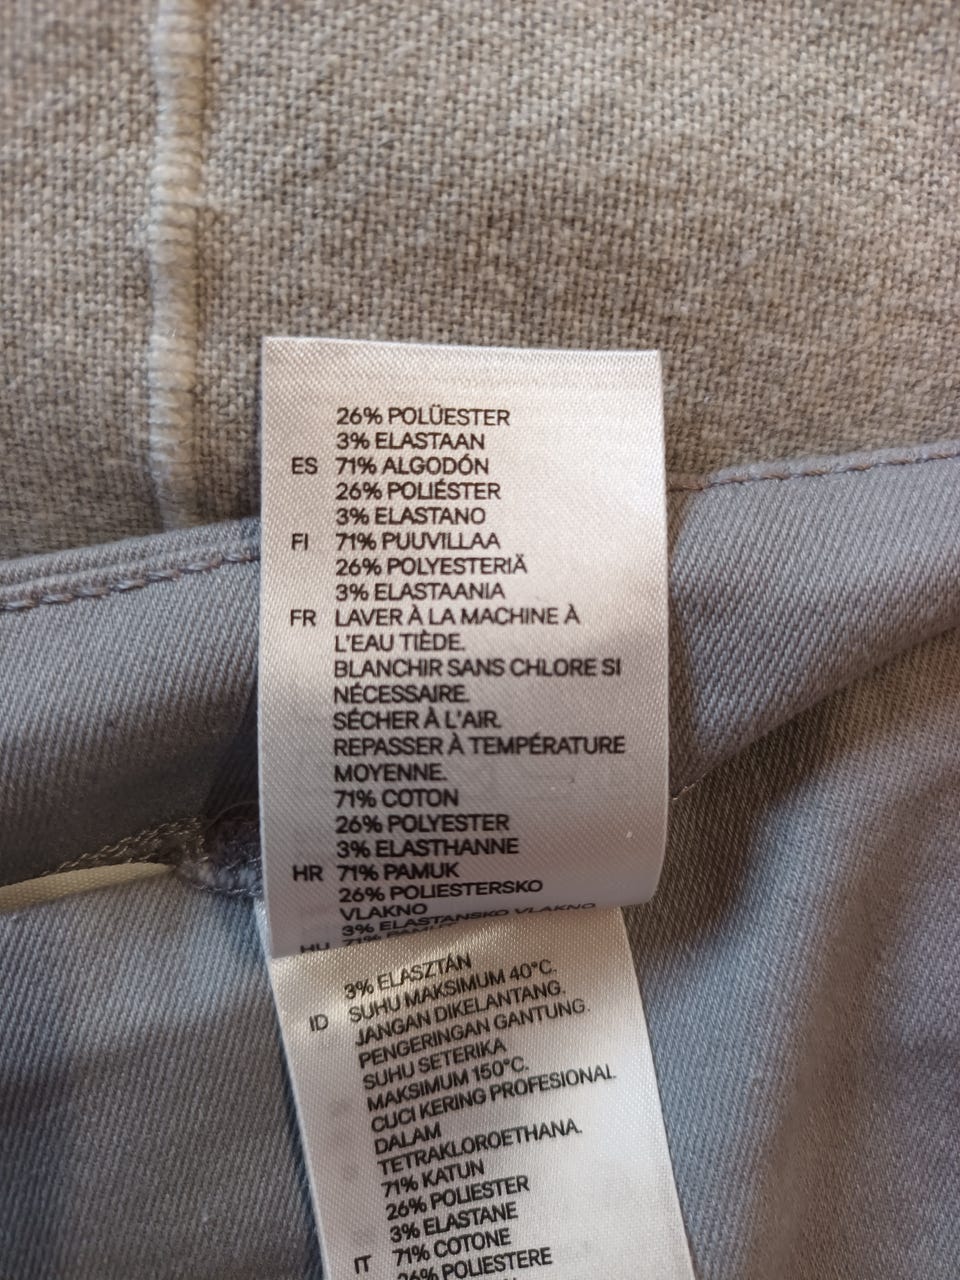 26% POLÜESTER
3% ELASTAAN
ES 71% ALGODÓN
26% POLIÉSTER
3% ELASTANO
FI 71% PUUVILLAA
26% POLYESTERIÄ
3% ELASTAANIA
FR LAVER À LA MACHINE À
L'EAU TIÈDE.
BLANCHIR SANS CHLORE SI
NÉCESSAIRE.
SÉCHER À L'AIR.
REPASSER À TEMPÉRATURE
MOYENNE.
71% COTON
26% POLYESTER
3% ELASTHANNE
HR 71% PAMUK
26% POLIESTERSKO
VLAKNO
3% ELASTANSKO VLAKNO
HU 71%
3% ELASZTÁN
ID SUHU MAKSIMUM 40°C.
JANGAN DIKELANTANG.
PENGERINGAN GANTUNG.
SUHU SETERIKA
MAKSIMUM 150°C.
CUCI KERING PROFESIONAL
DALAM
TETRAKLOROETHANA.
71% KATUN
26% POLIESTER
3% ELASTANE
IT 71% COTONE
26% POLIESTERE